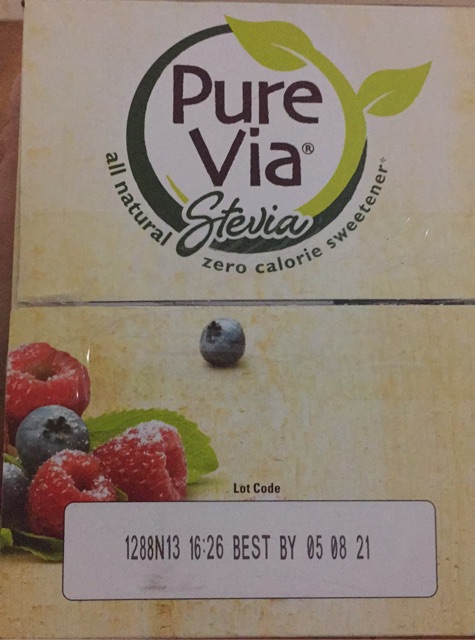 Pure
Via®
Stevia
all natural zero calorie sweetener+
Lot Code
1288N13 16:26 BEST BY 05 08 21